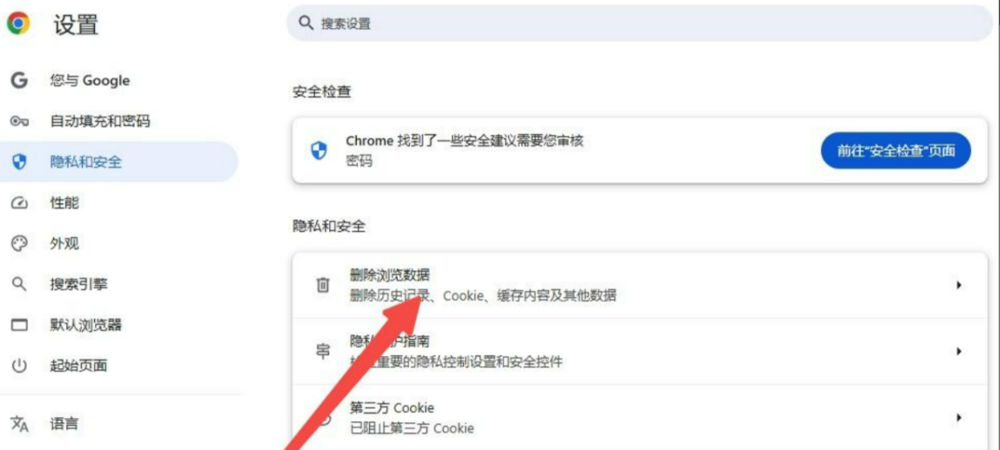 设置
搜索设置
您与 Google
自动填充和密码
隐私和安全
性能
外观
搜索引擎
默认浏览器
起始页面
语言
安全检查
Chrome 找到了一些安全建议需要您审核
密码
前往“安全检查”页面
隐私和安全
删除浏览数据
删除历史记录、Cookie、缓存内容及其他数据
隐私 护指南
重要的隐私控制设置和安全控件
第三方 Cookie
已阻止第三方 Cookie